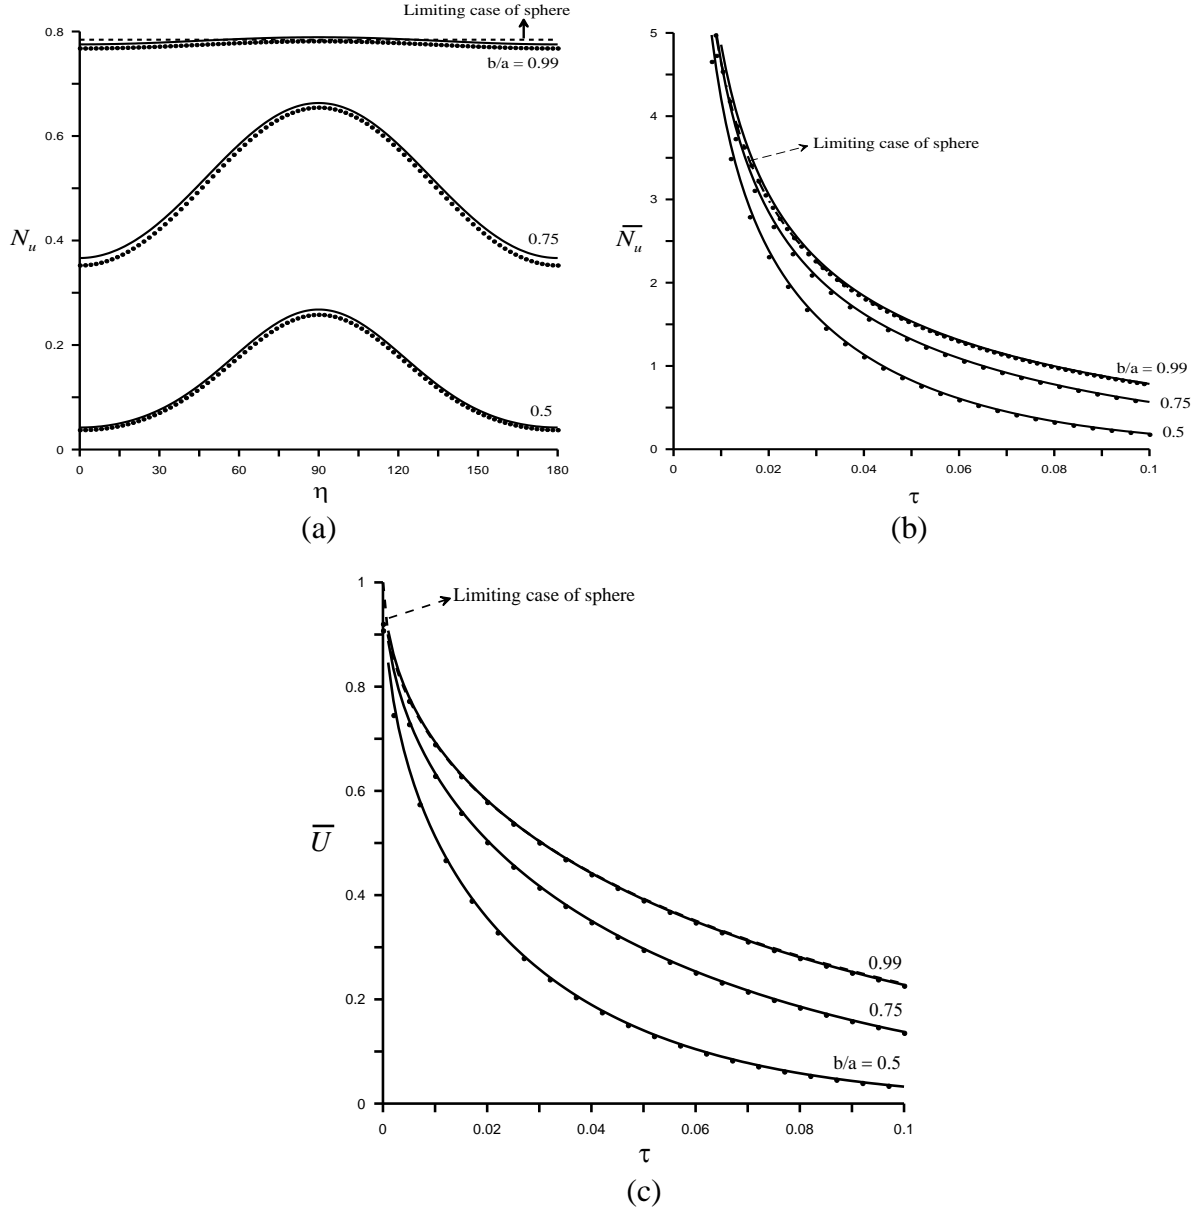 Limiting case of sphere
0.8
b/a = 0.99
0.6
N_u
0.75
0.4
0.2
0.5
0
0 30 60 90 120 150 180
η
(a)
5
4
Limiting case of sphere
3
N̅_u
2
1
b/a = 0.99
0.75
0.5
0
0 0.02 0.04 0.06 0.08 0.1
τ
(b)
1
Limiting case of sphere
0.8
0.6
U̅
0.4
0.2
0.99
0.75
b/a = 0.5
0
0 0.02 0.04 0.06 0.08 0.1
τ
(c)